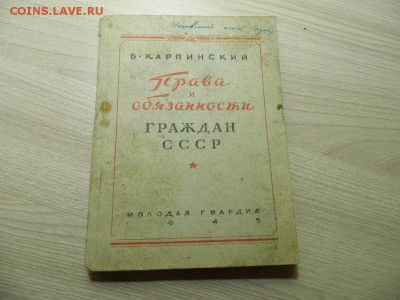 COINS.LAVE.RU
В·КАРПИНСКИЙ
Права
и
обязанности
ГРАЖДАН
СССР
МОЛОДАЯ ГВАРДИЯ
1945